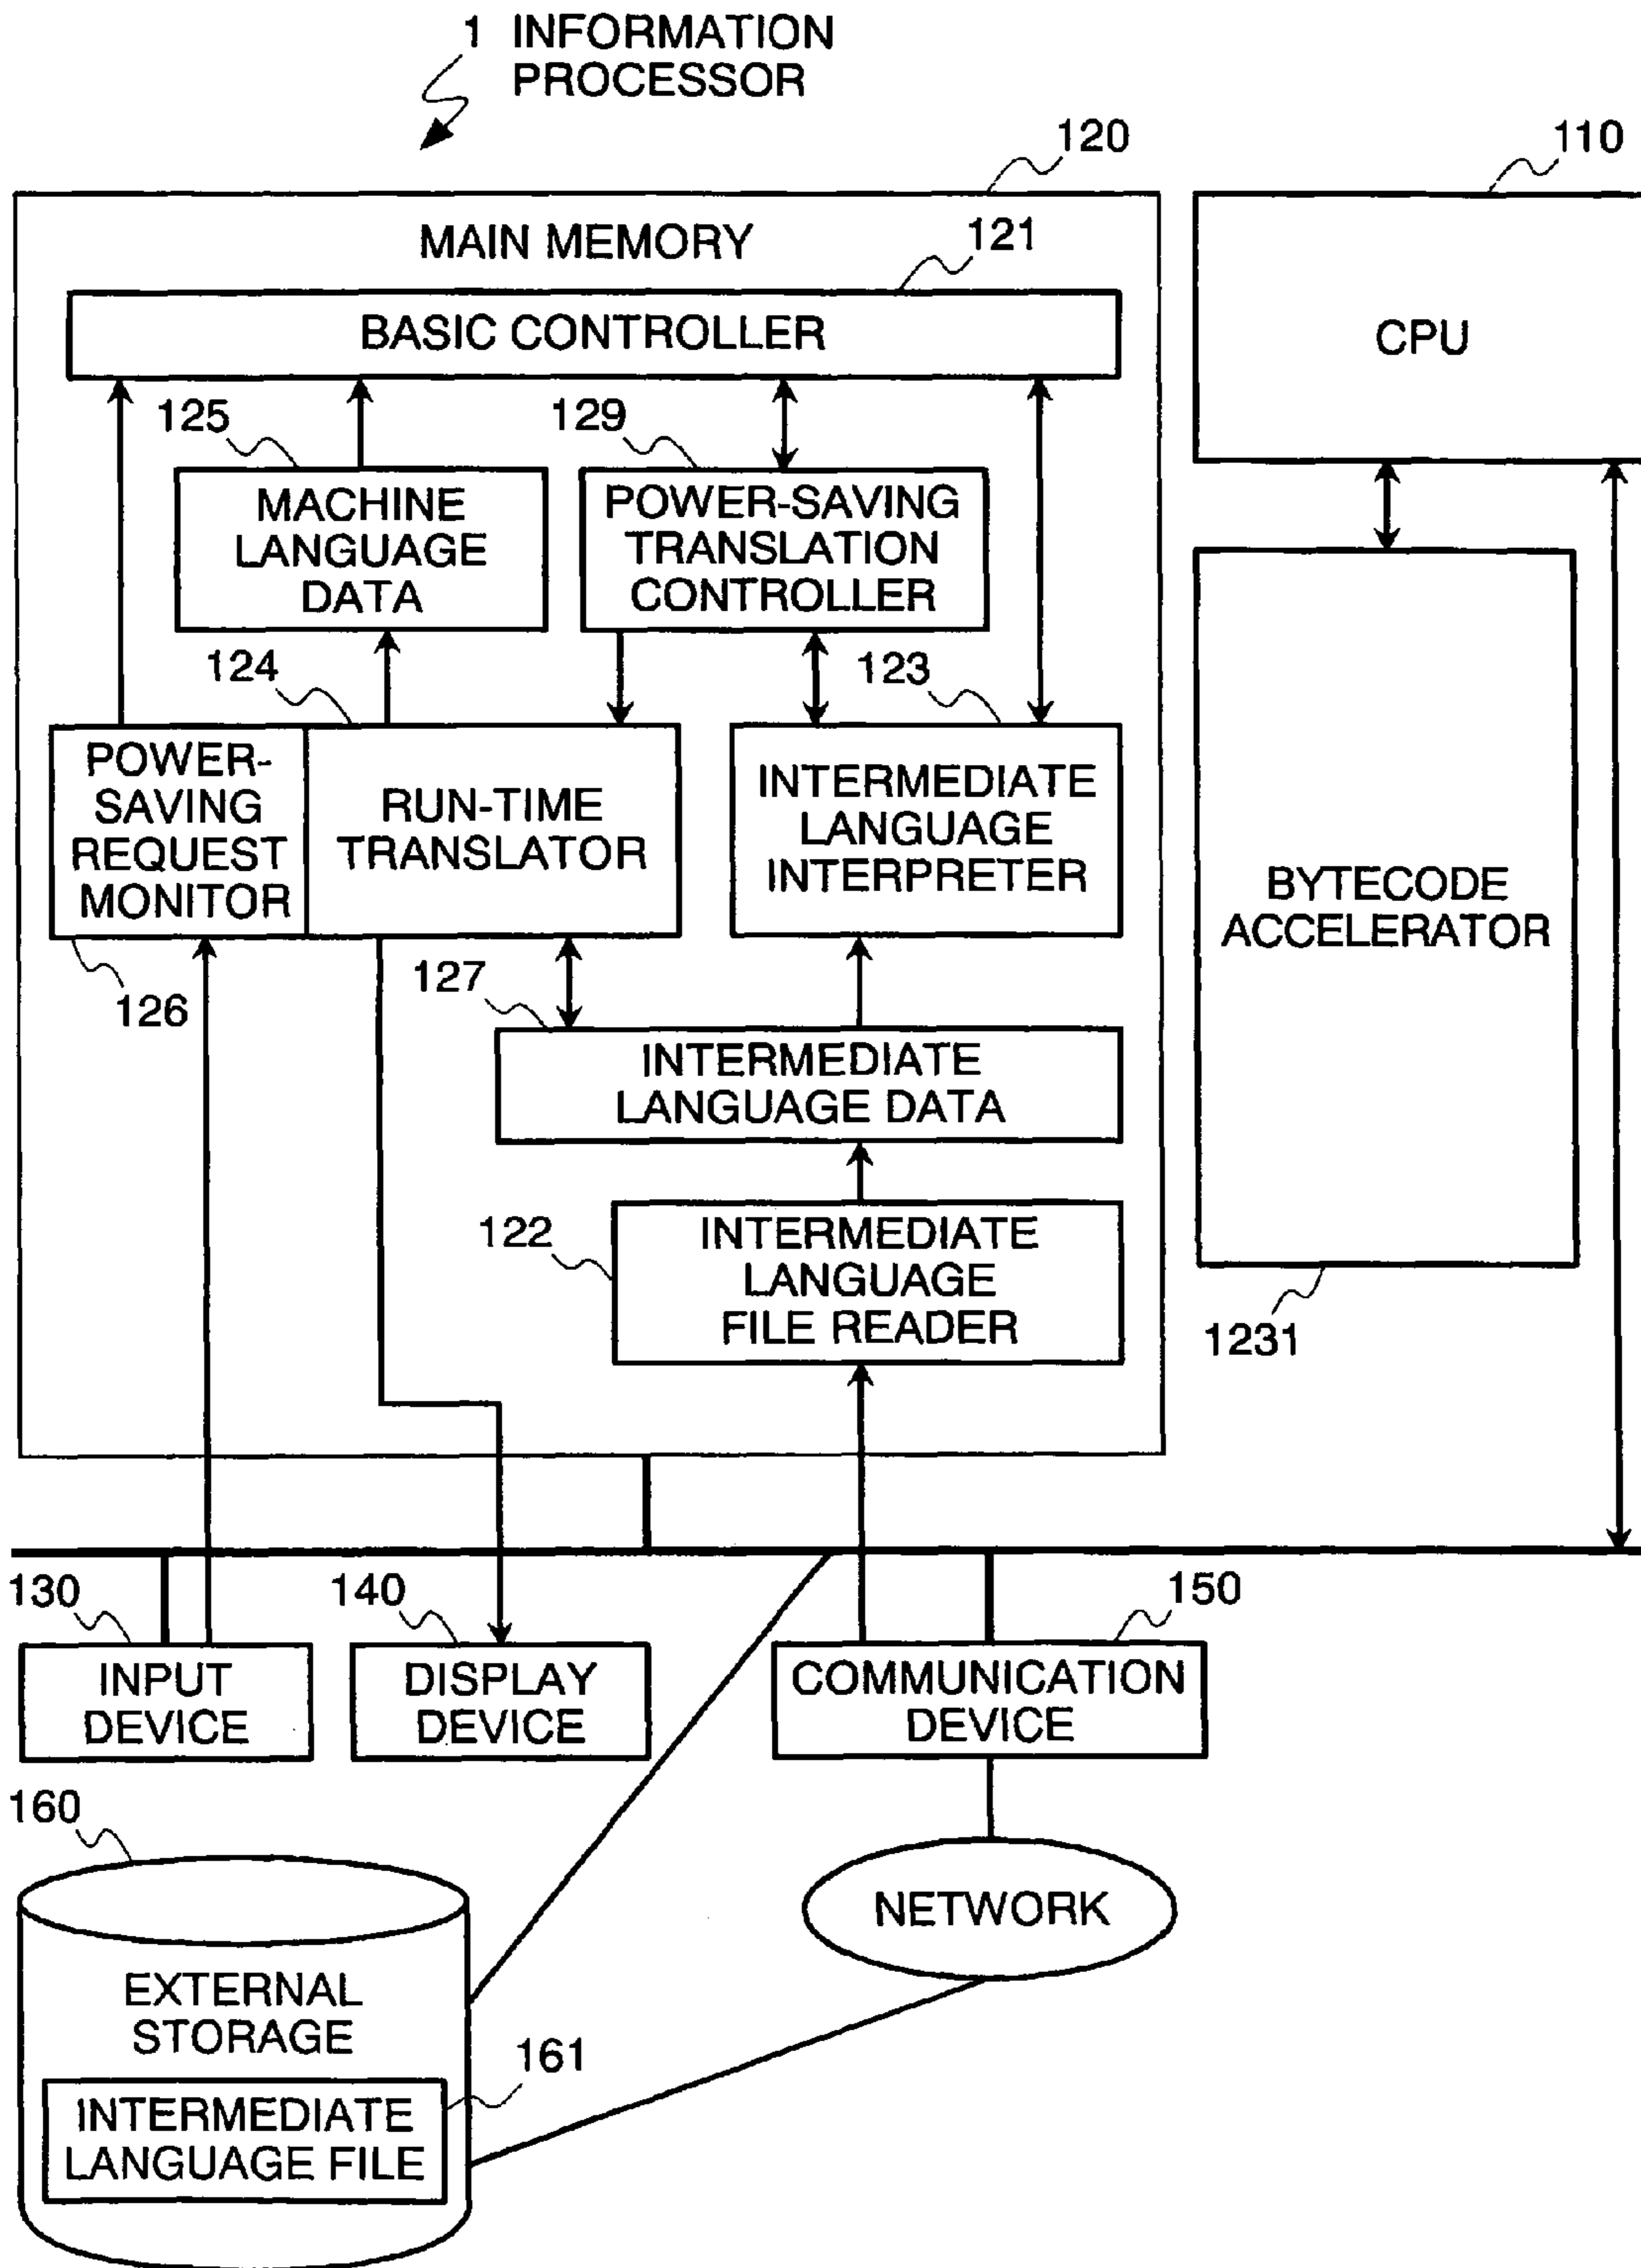 1 INFORMATION
PROCESSOR
120
110
MAIN MEMORY
121
BASIC CONTROLLER
CPU
125
129
MACHINE
LANGUAGE
DATA
POWER-SAVING
TRANSLATION
CONTROLLER
124
123
POWER-
SAVING
REQUEST
MONITOR
RUN-TIME
TRANSLATOR
INTERMEDIATE
LANGUAGE
INTERPRETER
BYTECODE
ACCELERATOR
126
127
INTERMEDIATE
LANGUAGE DATA
122
INTERMEDIATE
LANGUAGE
FILE READER
1231
130
140
150
INPUT
DEVICE
DISPLAY
DEVICE
COMMUNICATION
DEVICE
160
NETWORK
EXTERNAL
STORAGE
161
INTERMEDIATE
LANGUAGE FILE